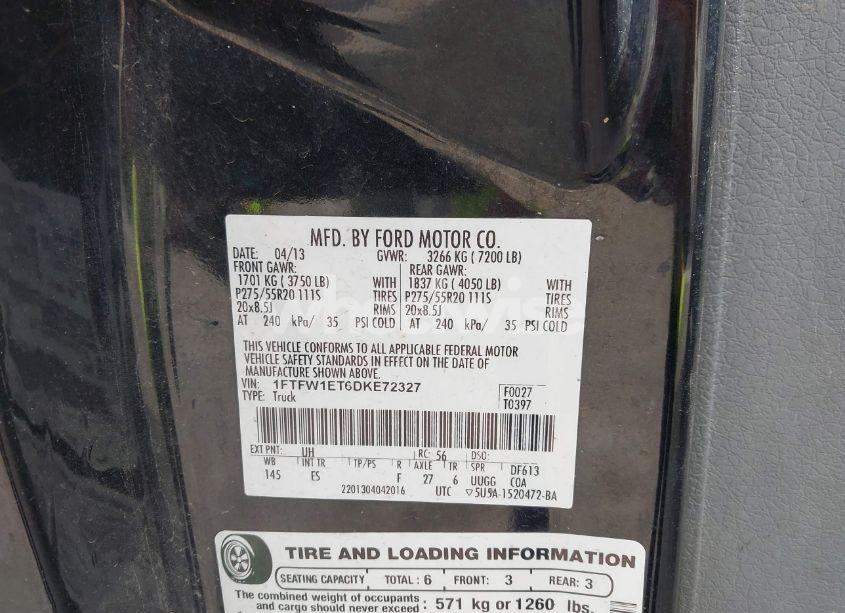 MFD. BY FORD MOTOR CO.
DATE: 04/13 GVWR: 3266 KG ( 7200 LB)
FRONT GAWR: REAR GAWR:
1701 KG ( 3750 LB) WITH 1837 KG ( 4050 LB) WITH
P275/55R20 111S TIRES P275/55R20 111S TIRES
20x8.5J RIMS 20x8.5J RIMS
AT 240 kPa/ 35 PSI COLD AT 240 kPa/ 35 PSI COLD
THIS VEHICLE CONFORMS TO ALL APPLICABLE FEDERAL MOTOR
VEHICLE SAFETY STANDARDS IN EFFECT ON THE DATE OF
MANUFACTURE SHOWN ABOVE.
VIN: 1FTFW1ET6DKE72327 F0027
TYPE: Truck T0397
EXT PNT: UH RC: 56 DSO:
WB INT TR TP/PS R AXLE TR SPR DF613
145 ES F 27 6 UUGG COA
2201304042016 UTC ▽5U5A-1520472-BA
TIRE AND LOADING INFORMATION
SEATING CAPACITY TOTAL: 6 FRONT: 3 REAR: 3
The combined weight of occupants
and cargo should never exceed : 571 kg or 1260 lbs.